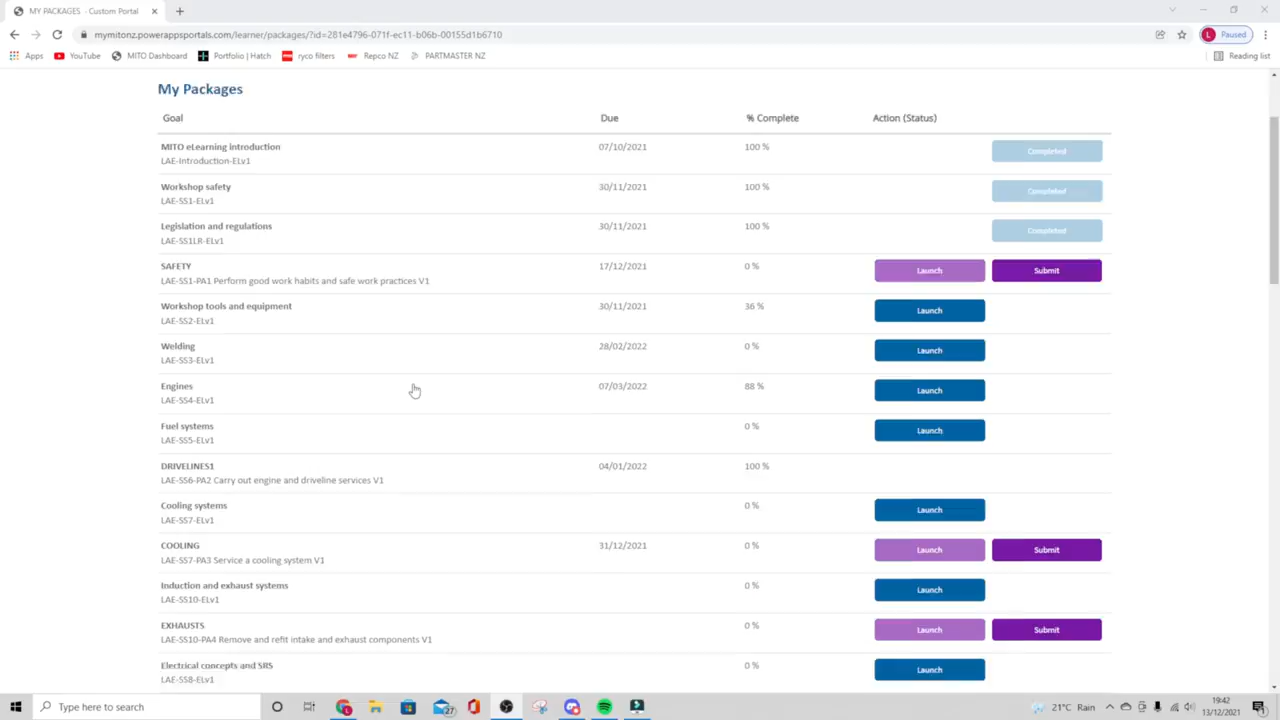 MY PACKAGES. · Custom Portal
mymitonz.powerappsportals.com/learner/packages/?id=281e4796-071f-ec11-b06b-00155d1b6710
L Paused
Apps YouTube MITO Dashboard Portfolio | Hatch ryco filters Repco NZ PARTMASTER NZ Reading list
My Packages
Goal Due % Complete Action (Status)
MITO eLearning introduction 07/10/2021 100 % Completed
LAE-Introduction-ELv1
Workshop safety 30/11/2021 100 % Completed
LAE-SS1-ELv1
Legislation and regulations 30/11/2021 100 % Completed
LAE-SS1LR-ELv1
SAFETY 17/12/2021 0 % Launch Submit
LAE-SS1-PA1 Perform good work habits and safe work practices V1
Workshop tools and equipment 30/11/2021 36 % Launch
LAE-SS2-ELv1
Welding 28/02/2022 0 % Launch
LAE-SS3-ELv1
Engines 07/03/2022 88 % Launch
LAE-SS4-ELv1
Fuel systems 0 % Launch
LAE-SS5-ELv1
DRIVELINES1 04/01/2022 100 %
LAE-SS6-PA2 Carry out engine and driveline services V1
Cooling systems 0 % Launch
LAE-SS7-ELv1
COOLING 31/12/2021 0 % Launch Submit
LAE-SS7-PA3 Service a cooling system V1
Induction and exhaust systems 0 % Launch
LAE-SS10-ELv1
EXHAUSTS 0 % Launch Submit
LAE-SS10-PA4 Remove and refit intake and exhaust components V1
Electrical concepts and SRS 0 % Launch
LAE-SS8-ELv1
Type here to search 27 21°C Rain 19:42
13/12/2021